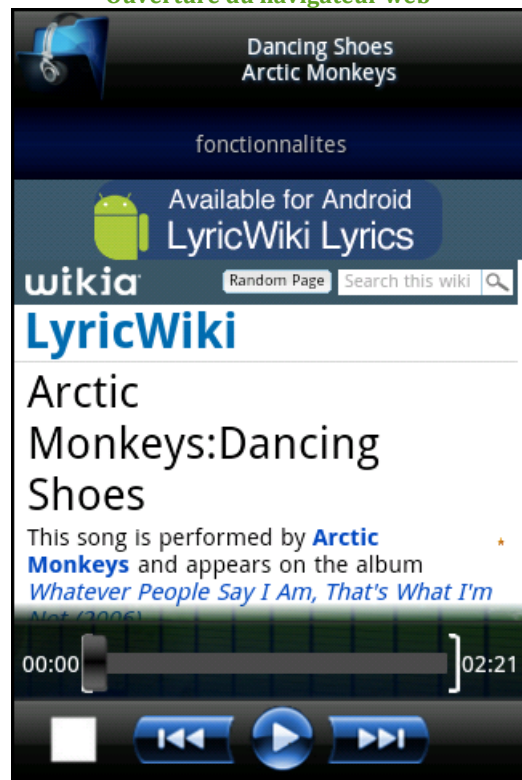 Ouverture du navigateur web
Dancing Shoes
Arctic Monkeys
fonctionnalites
Available for Android
LyricWiki Lyrics
wikia
Random Page
Search this wiki
LyricWiki
Arctic
Monkeys:Dancing
Shoes
This song is performed by Arctic
Monkeys and appears on the album
Whatever People Say I Am, That's What I'm
Not (2006)
00:00
02:21